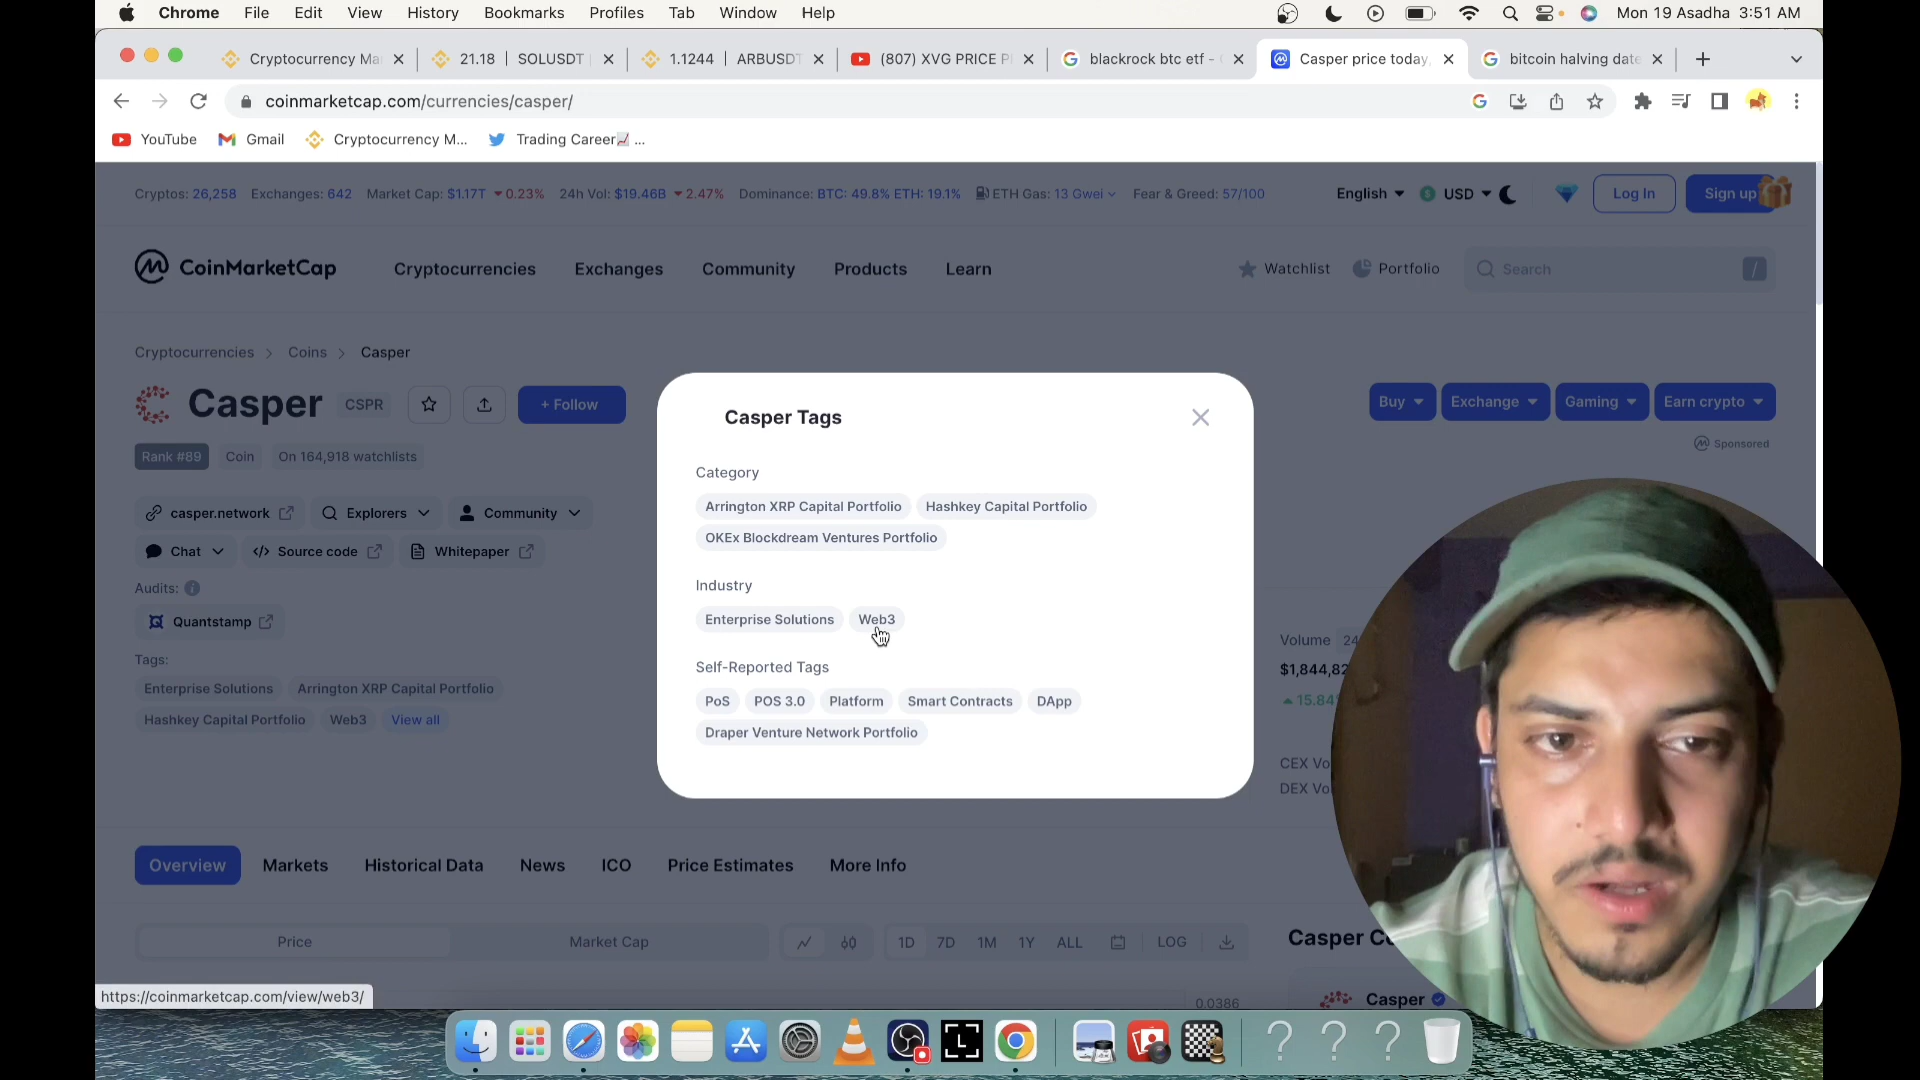 Chrome File Edit View History Bookmarks Profiles Tab Window Help Mon 19 Asadha 3:51 AM
Cryptocurrency Ma 21.18 | SOLUSDT 1.1244 | ARBUSDT (807) XVG PRICE P blackrock btc etf - Casper price today, bitcoin halving date
coinmarketcap.com/currencies/casper/
YouTube Gmail Cryptocurrency M... Trading Career📈 ...
Cryptos: 26,258 Exchanges: 642 Market Cap: $1.17T 0.23% 24h Vol: $19.46B 2.47% Dominance: BTC: 49.8% ETH: 19.1% ETH Gas: 13 Gwei Fear & Greed: 57/100 English USD Log In Sign up
CoinMarketCap Cryptocurrencies Exchanges Community Products Learn Watchlist Portfolio Search /
Cryptocurrencies > Coins > Casper
Casper CSPR + Follow
Buy Exchange Gaming Earn crypto
Sponsored
Rank #89 Coin On 164,918 watchlists
casper.network Explorers Community
Chat Source code Whitepaper
Audits:
Quantstamp
Tags:
Enterprise Solutions Arrington XRP Capital Portfolio
Hashkey Capital Portfolio Web3 View all
Casper Tags
Category
Arrington XRP Capital Portfolio Hashkey Capital Portfolio
OKEx Blockdream Ventures Portfolio
Industry
Enterprise Solutions Web3
Self-Reported Tags
PoS POS 3.0 Platform Smart Contracts DApp
Draper Venture Network Portfolio
Volume 24
$1,844,82
15.84
CEX Vo
DEX Vo
Overview Markets Historical Data News ICO Price Estimates More Info
Price Market Cap 1D 7D 1M 1Y ALL LOG
Casper C
0.0386
Casper
https://coinmarketcap.com/view/web3/